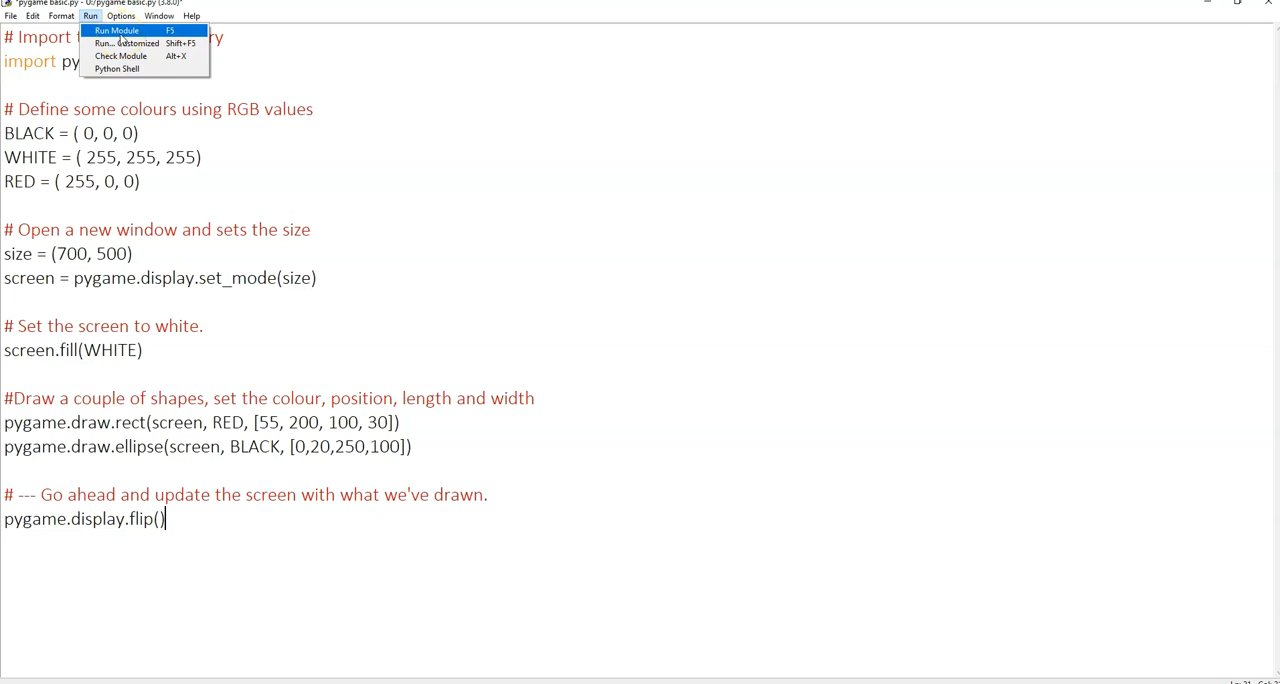 *pygame basic.py - U:/pygame basic.py (3.8.0)*
File Edit Format Run Options Window Help
Run Module F5
Run... Customized Shift+F5
Check Module Alt+X
Python Shell
# Import
import py
# Define some colours using RGB values
BLACK = ( 0, 0, 0)
WHITE = ( 255, 255, 255)
RED = ( 255, 0, 0)
# Open a new window and sets the size
size = (700, 500)
screen = pygame.display.set_mode(size)
# Set the screen to white.
screen.fill(WHITE)
#Draw a couple of shapes, set the colour, position, length and width
pygame.draw.rect(screen, RED, [55, 200, 100, 30])
pygame.draw.ellipse(screen, BLACK, [0,20,250,100])
# --- Go ahead and update the screen with what we've drawn.
pygame.display.flip()